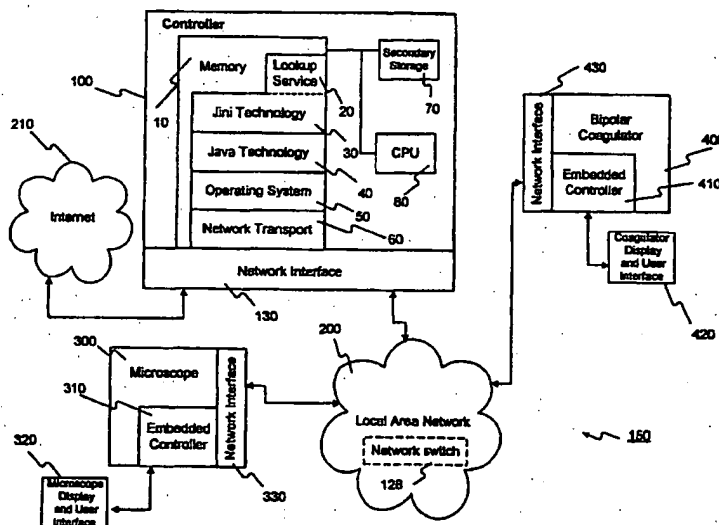 Controller
100
Memory
Lookup
Service
20
10
Jini Technology
30
Java Technology
40
Operating System
50
Network Transport
60
Network Interface
130
Secondary
Storage
70
CPU
80
210
Internet
430
Network Interface
Bipolar
Coagulator
400
Embedded
Controller
410
Coagulator
Display
and User
Interface
420
300
Microscope
310
Embedded
Controller
Network Interface
330
320
Microscope
Display
and User
Interface
200
Local Area Network
Network switch
128
150